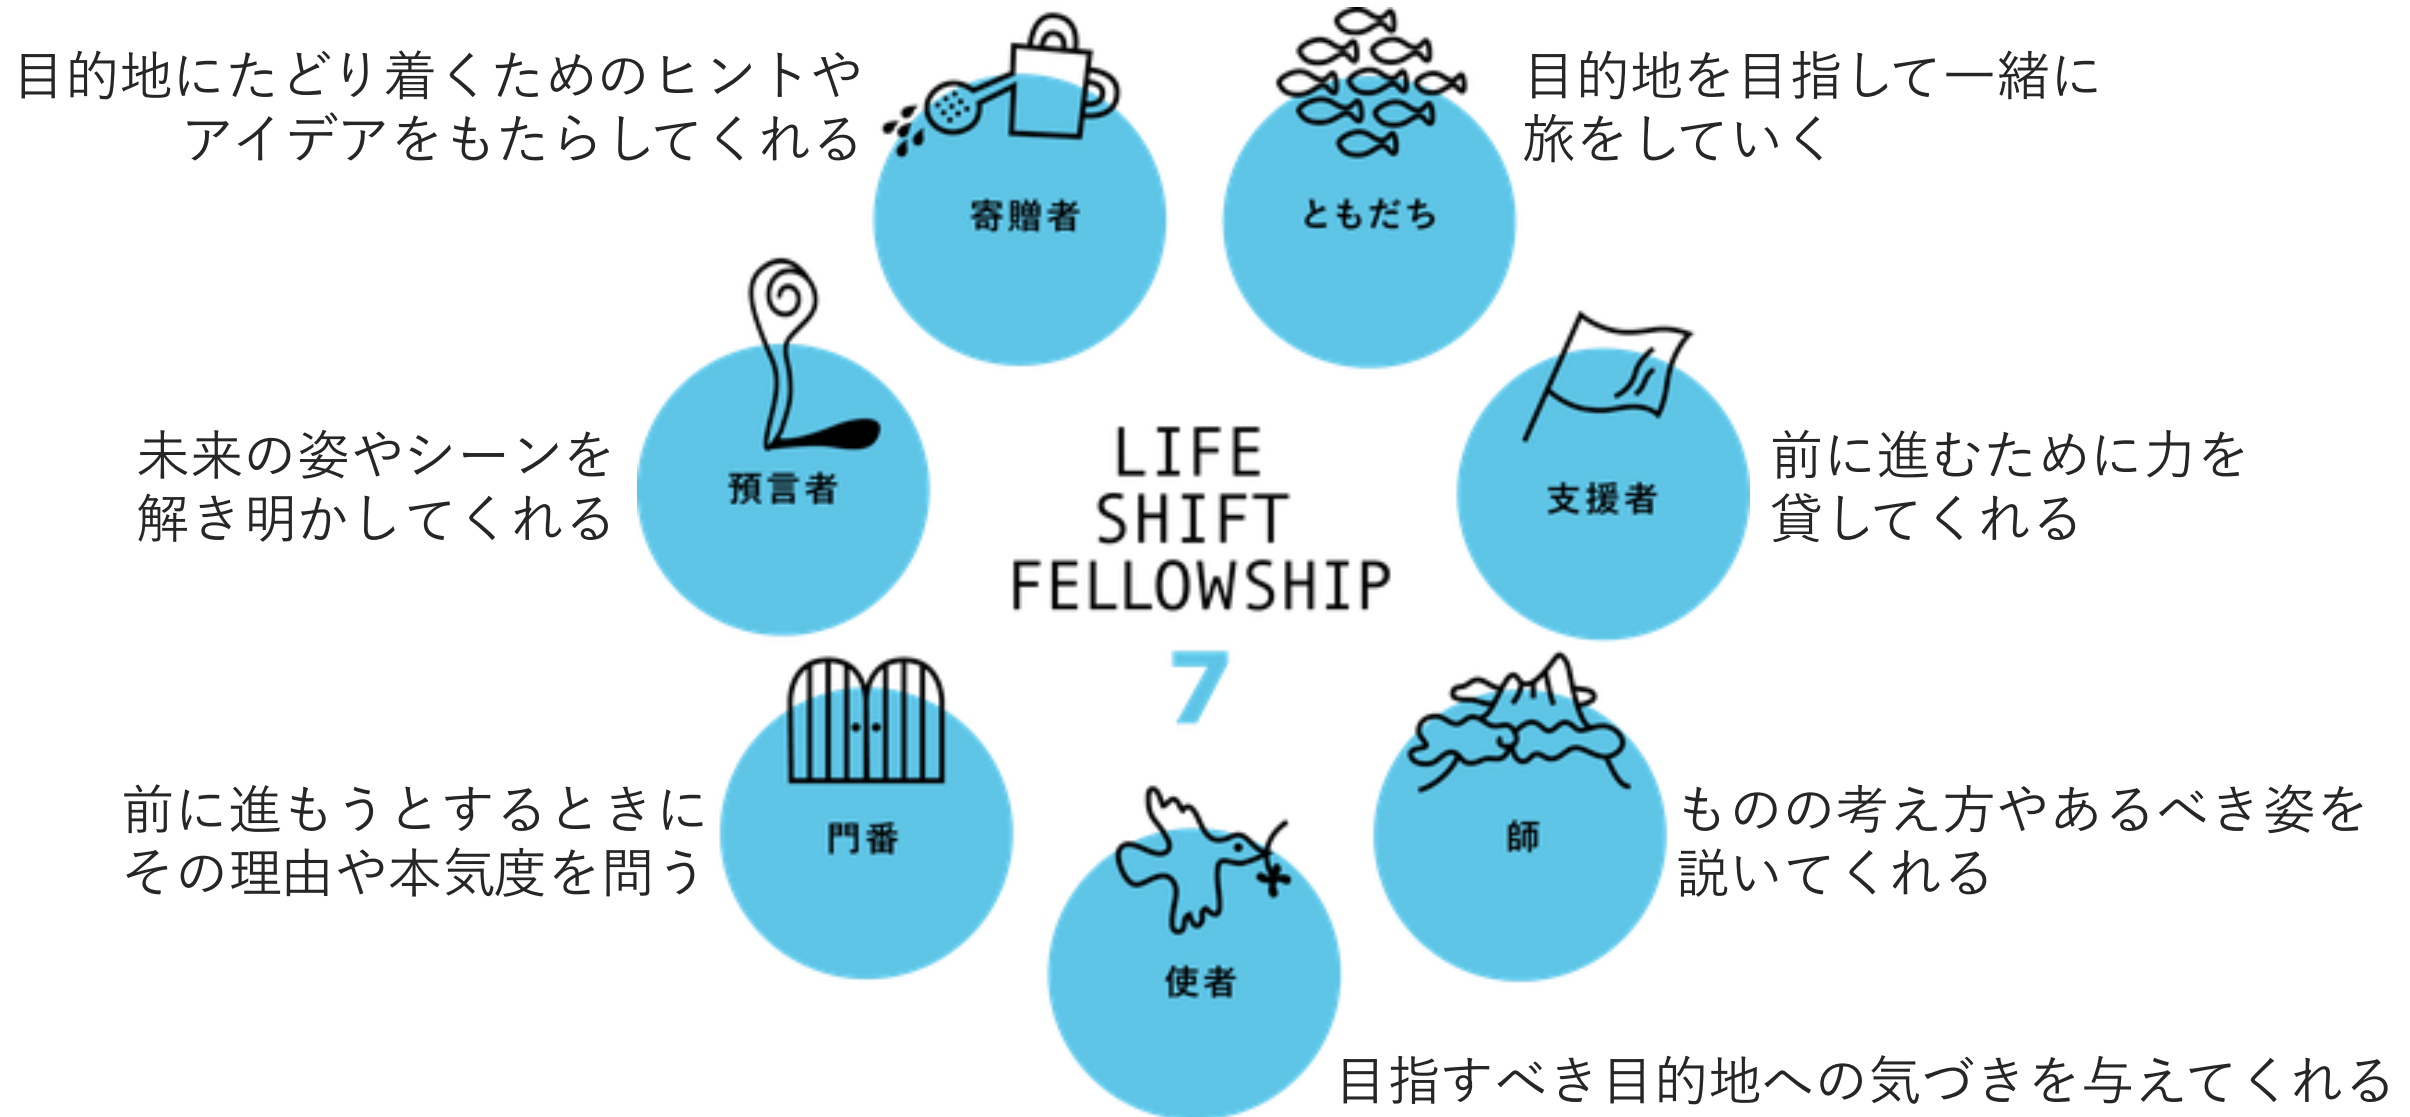 目的地にたどり着くためのヒントや
アイデアをもたらしてくれる
寄贈者
目的地を目指して一緒に
旅をしていく
ともだち
未来の姿やシーンを
解き明かしてくれる
預言者
LIFE
SHIFT
FELLOWSHIP
7
前に進むために力を
貸してくれる
支援者
前に進もうとするときに
その理由や本気度を問う
門番
ものの考え方やあるべき姿を
説いてくれる
師
使者
目指すべき目的地への気づきを与えてくれる